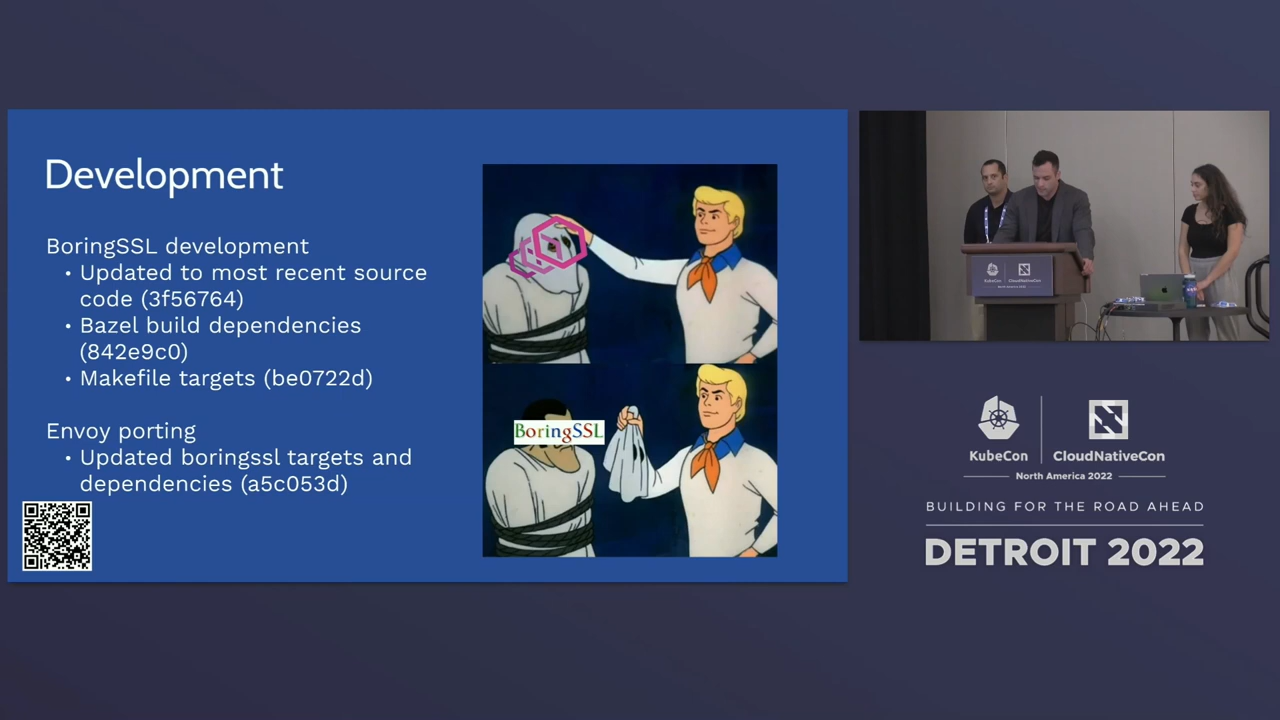 Development
BoringSSL development
• Updated to most recent source
code (3f56764)
• Bazel build dependencies
(842e9c0)
• Makefile targets (be0722d)
Envoy porting
• Updated boringssl targets and
dependencies (a5c053d)
BoringSSL
KubeCon
CloudNativeCon
KubeCon
CloudNativeCon
North America 2022
BUILDING FOR THE ROAD AHEAD
DETROIT 2022